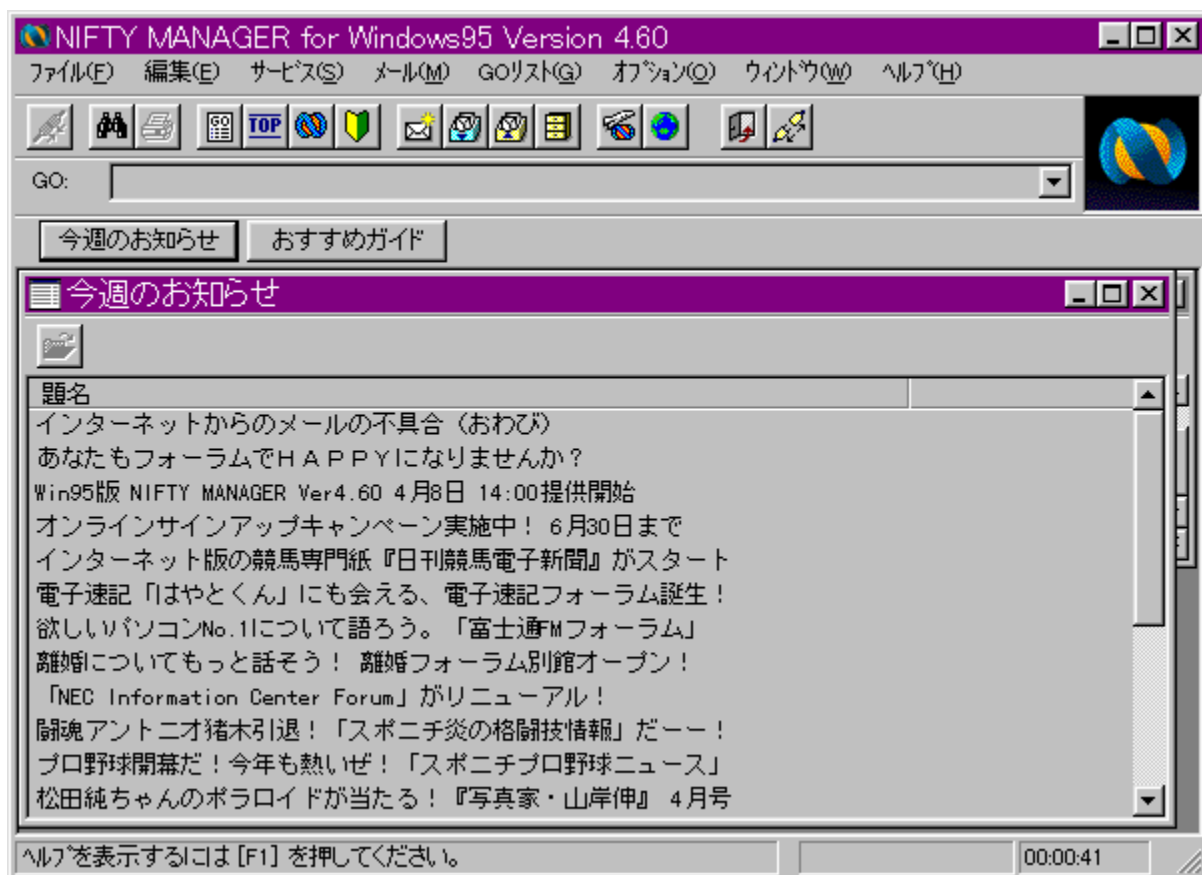 NIFTY MANAGER for Windows95 Version 4.60
ﾌｧｲﾙ(F) 編集(E) ｻｰﾋﾞｽ(S) ﾒｰﾙ(M) GOﾘｽﾄ(G) ｵﾌﾟｼｮﾝ(O) ｳｨﾝﾄﾞｳ(W) ﾍﾙﾌﾟ(H)
TOP
GO:
今週のお知らせ おすすめガイド
今週のお知らせ
題名
インターネットからのメールの不具合（おわび）
あなたもフォーラムでＨＡＰＰＹになりませんか？
Win95版 NIFTY MANAGER Ver4.60 4月8日 14:00提供開始
オンラインサインアップキャンペーン実施中！ 6月30日まで
インターネット版の競馬専門紙『日刊競馬電子新聞』がスタート
電子速記「はやとくん」にも会える、電子速記フォーラム誕生！
欲しいパソコンNo.1について語ろう。「富士通FMフォーラム」
離婚についてもっと話そう！ 離婚フォーラム別館オープン！
「NEC Information Center Forum」がリニューアル！
闘魂アントニオ猪木引退！「スポニチ炎の格闘技情報」だーー！
プロ野球開幕だ！今年も熱いぜ！「スポニチプロ野球ニュース」
松田純ちゃんのポラロイドが当たる！『写真家・山岸伸』 4月号
ﾍﾙﾌﾟを表示するには [F1] を押してください。 00:00:41